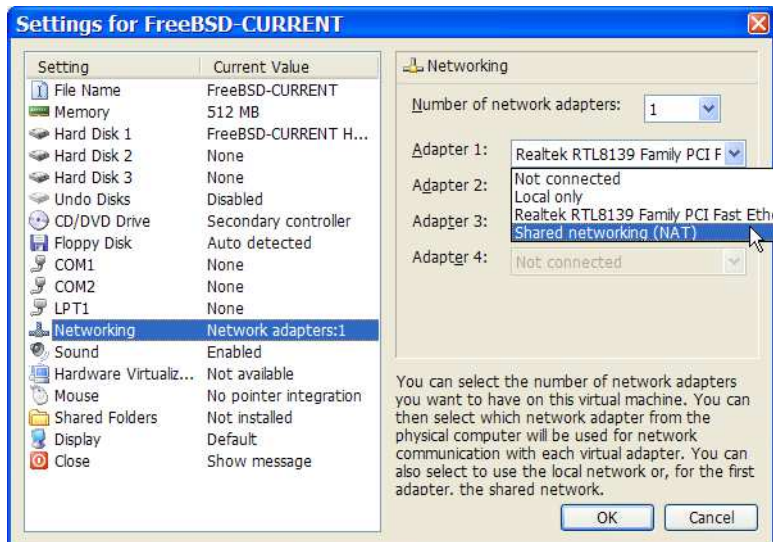 Settings for FreeBSD-CURRENT
Setting Current Value
File Name FreeBSD-CURRENT
Memory 512 MB
Hard Disk 1 FreeBSD-CURRENT H...
Hard Disk 2 None
Hard Disk 3 None
Undo Disks Disabled
CD/DVD Drive Secondary controller
Floppy Disk Auto detected
COM1 None
COM2 None
LPT1 None
Networking Network adapters:1
Sound Enabled
Hardware Virtualiz... Not available
Mouse No pointer integration
Shared Folders Not installed
Display Default
Close Show message
Networking
Number of network adapters: 1
Adapter 1: Realtek RTL8139 Family PCI F
Not connected
Local only
Realtek RTL8139 Family PCI Fast Eth
Shared networking (NAT)
Adapter 2:
Adapter 3:
Adapter 4: Not connected
You can select the number of network adapters
you want to have on this virtual machine. You can
then select which network adapter from the
physical computer will be used for network
communication with each virtual adapter. You can
also select to use the local network or, for the first
adapter, the shared network.
OK Cancel